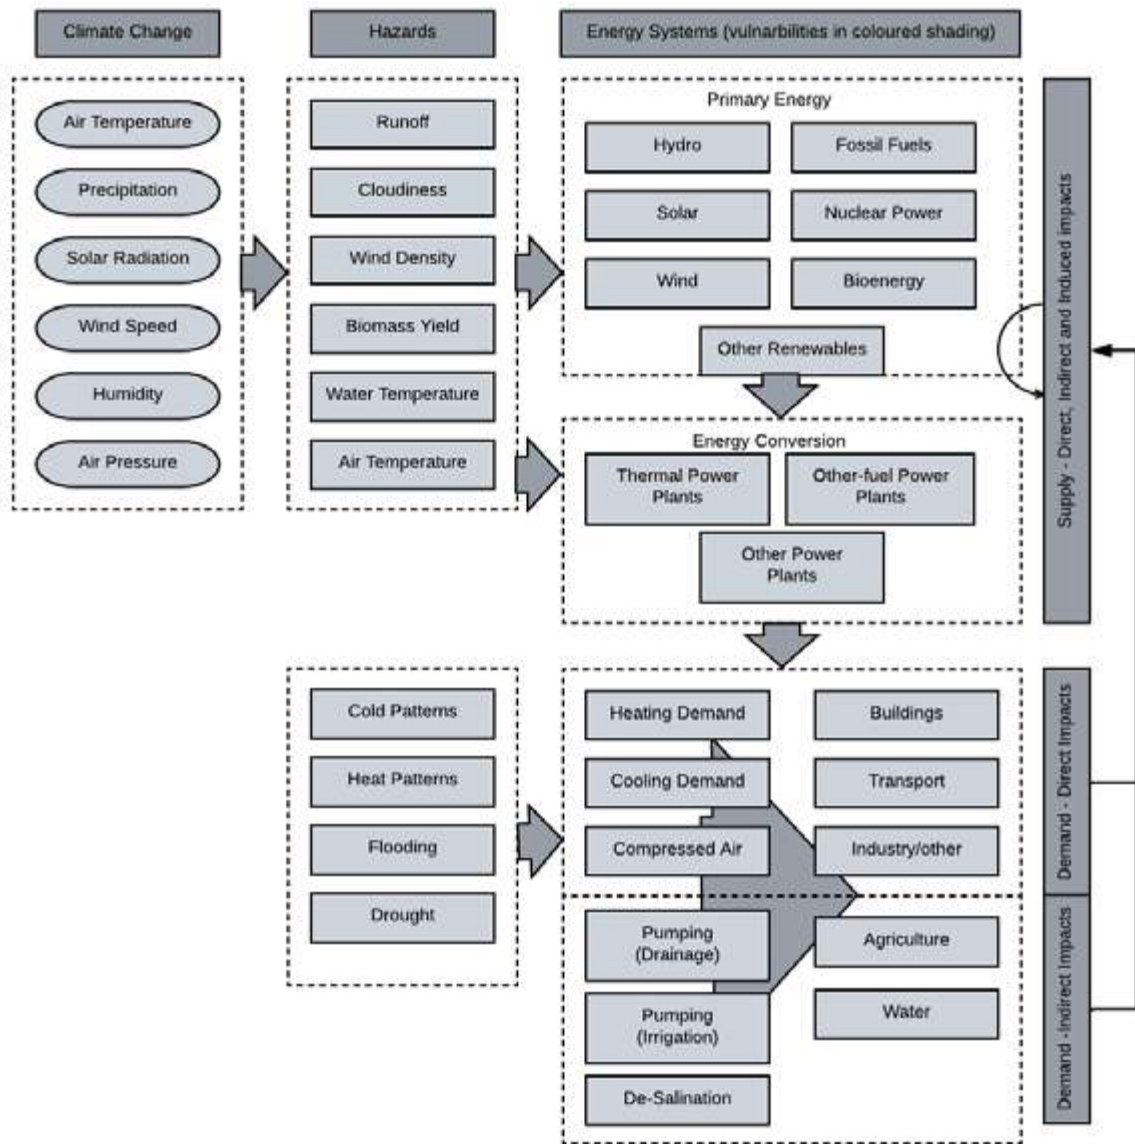 Climate Change
Hazards
Energy Systems (vulnarbilities in coloured shading)
Air Temperature
Precipitation
Solar Radiation
Wind Speed
Humidity
Air Pressure
Runoff
Cloudiness
Wind Density
Biomass Yield
Water Temperature
Air Temperature
Primary Energy
Hydro
Fossil Fuels
Solar
Nuclear Power
Wind
Bioenergy
Other Renewables
Energy Conversion
Thermal Power
Plants
Other-fuel Power
Plants
Other Power
Plants
Supply - Direct, Indirect and Induced impacts
Cold Patterns
Heat Patterns
Flooding
Drought
Heating Demand
Buildings
Cooling Demand
Transport
Compressed Air
Industry/other
Pumping
(Drainage)
Agriculture
Pumping
(Irrigation)
Water
De-Salination
Demand - Direct Impacts
Demand -Indirect Impacts